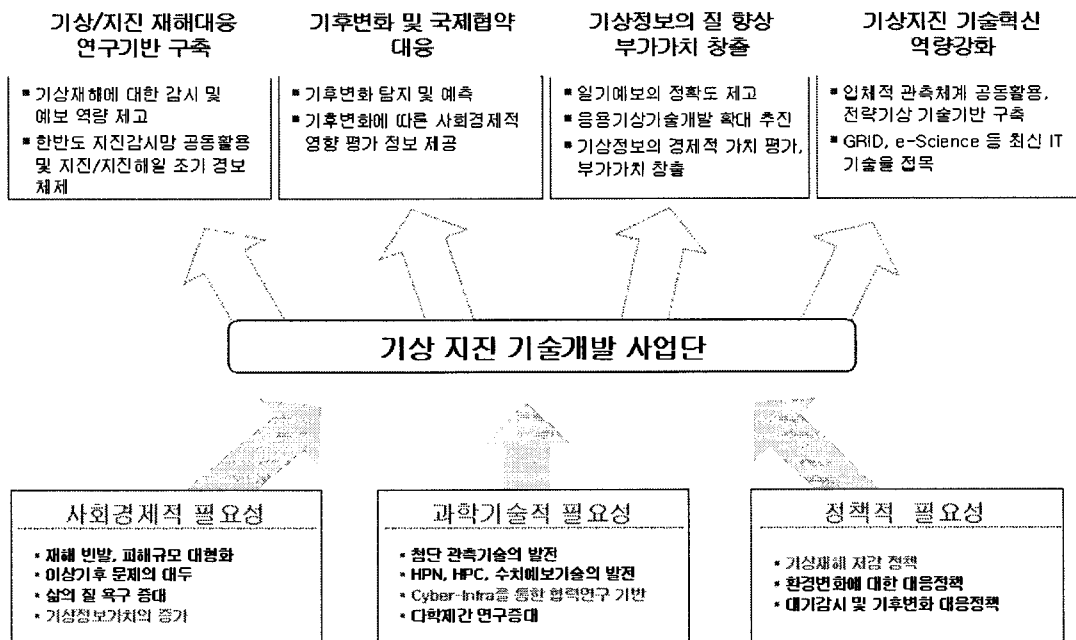 기상/지진 재해대응
연구기반 구축
■ 기상재해에 대한 감시 및
예보 역량 제고
■ 한반도 지진감시망 공동활용
및 지진/지진해일 조기 경보
체제
기후변화 및 국제협약
대응
■ 기후변화 탐지 및 예측
■ 기후변화에 따른 사회경제적
영향 평가 정보 제공
기상정보의 질 향상
부가가치 창출
■ 일기예보의 정확도 제고
■ 응용기상기술개발 확대 추진
■ 기상정보의 경제적 가치 평가,
부가가치 창출
기상지진 기술혁신
역량강화
■ 입체적 관측체계 공동활용,
전략기상 기술기반 구축
■ GRID, e-Science 등 최신 IT
기술을 접목
기상 지진 기술개발 사업단
사회경제적 필요성
• 재해 빈발, 피해규모 대형화
• 이상기후 문제의 대두
• 삶의 질 욕구 증대
• 기상정보가치의 증가
과학기술적 필요성
• 첨단 관측기술의 발전
• HPN, HPC, 수치예보기술의 발전
• Cyber-Infra을 통한 협력연구 기반
• 다학제간 연구증대
정책적 필요성
• 기상재해 저감 정책
• 환경변화에 대한 대응정책
• 대기감시 및 기후변화 대응정책